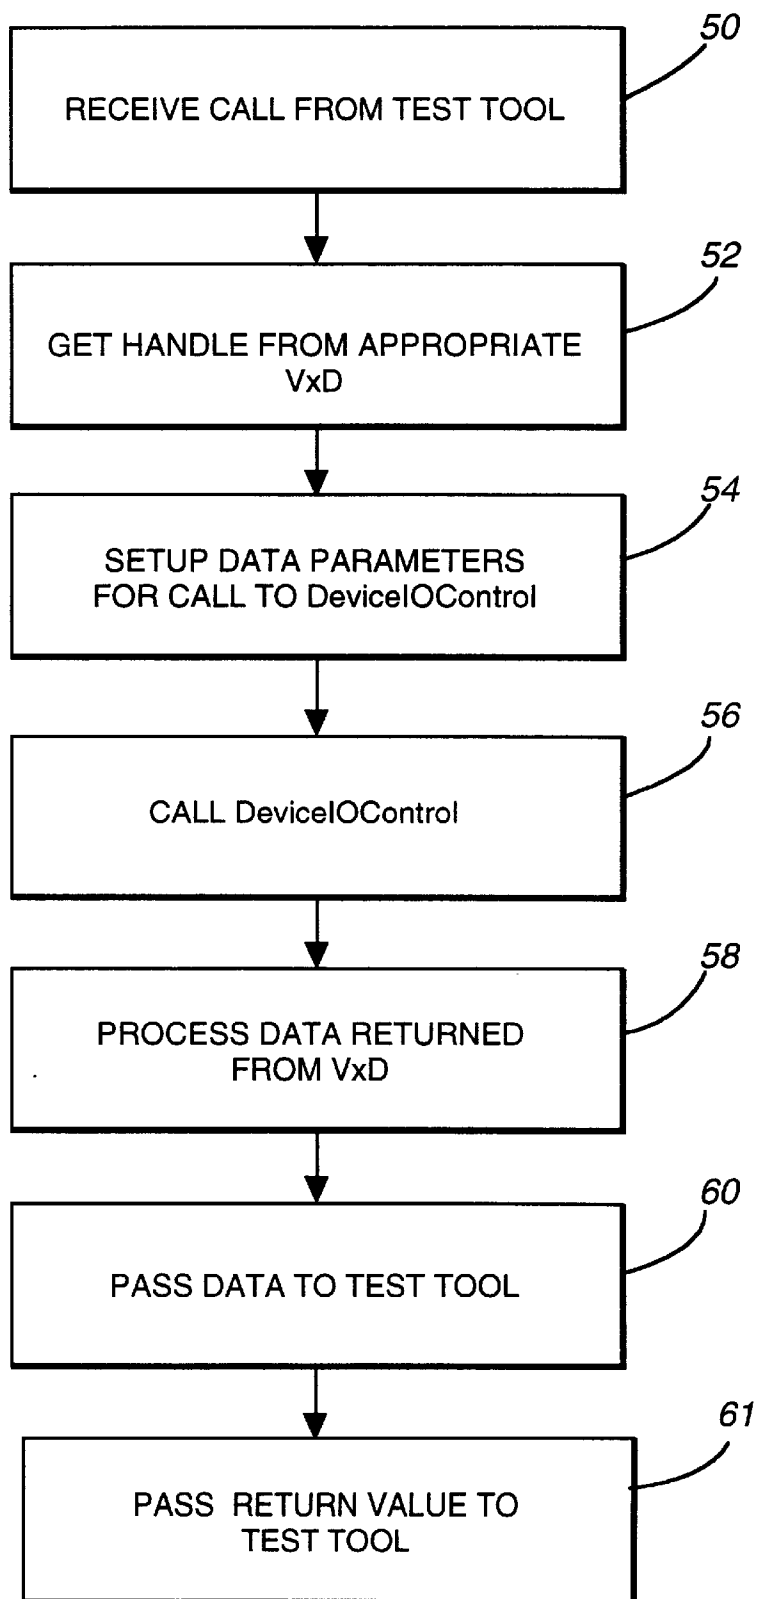 50
RECEIVE CALL FROM TEST TOOL
52
GET HANDLE FROM APPROPRIATE
VxD
54
SETUP DATA PARAMETERS
FOR CALL TO DeviceIOControl
56
CALL DeviceIOControl
58
PROCESS DATA RETURNED
FROM VxD
60
PASS DATA TO TEST TOOL
61
PASS RETURN VALUE TO
TEST TOOL